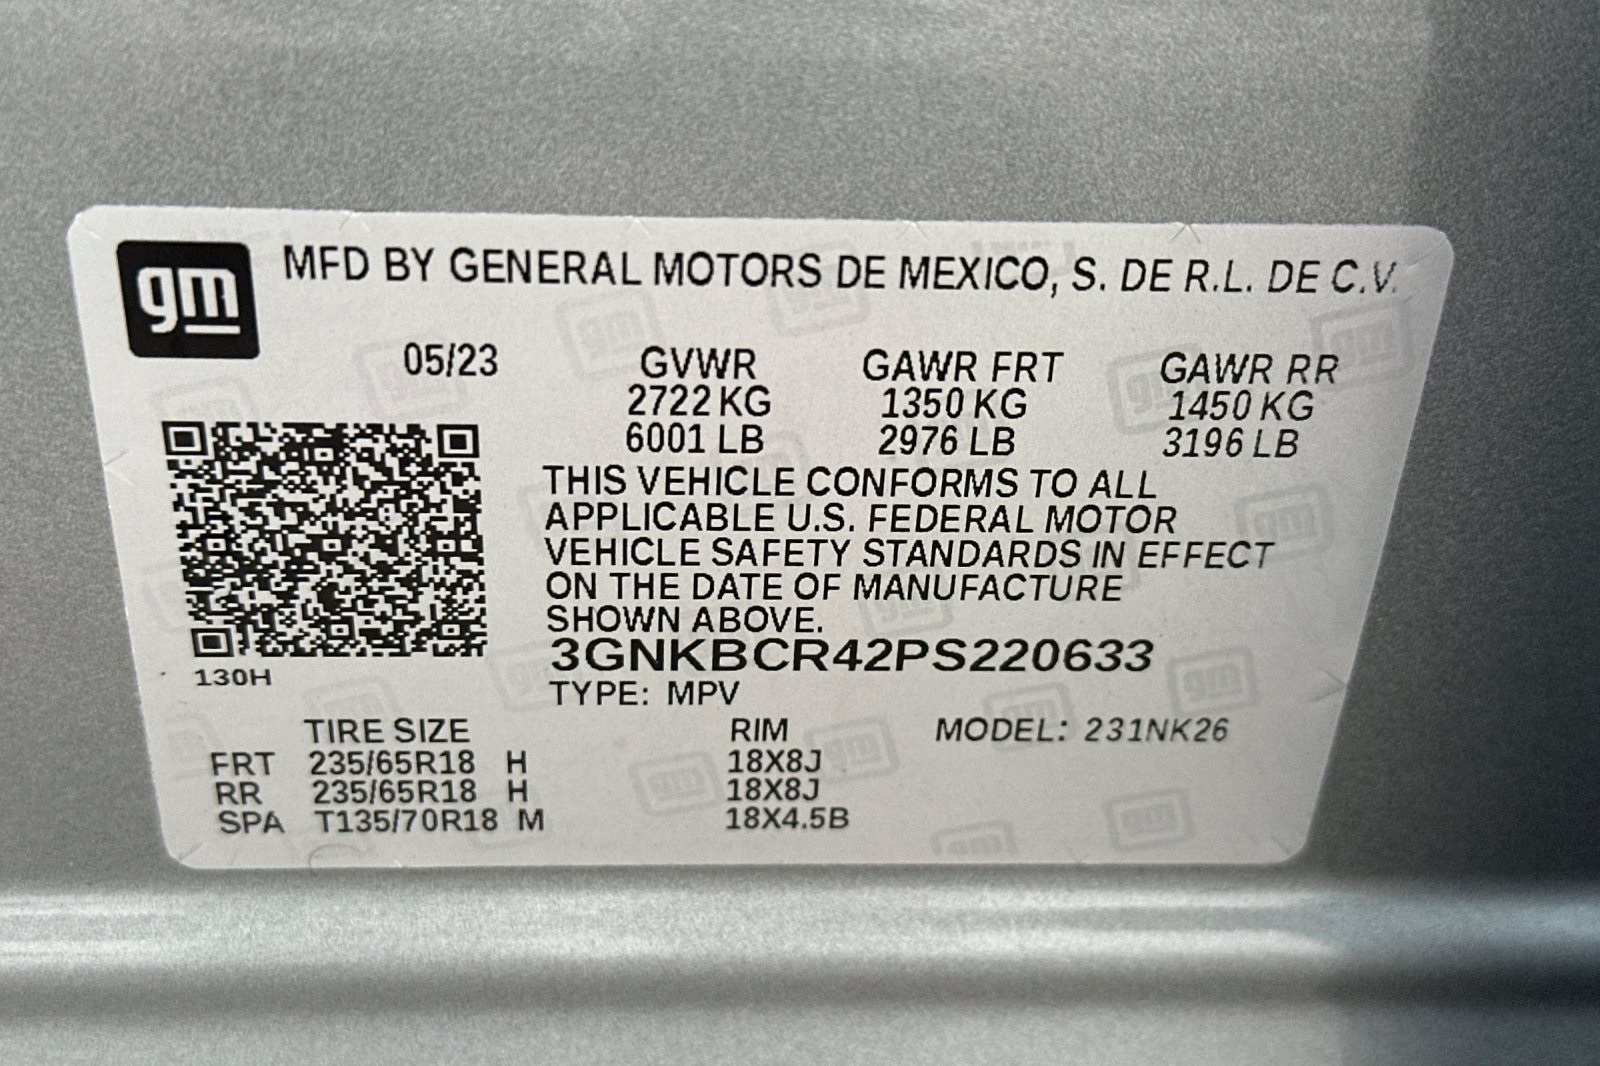 gm MFD BY GENERAL MOTORS DE MEXICO, S. DE R.L. DE C.V.
05/23 GVWR GAWR FRT GAWR RR
2722 KG 1350 KG 1450 KG
6001 LB 2976 LB 3196 LB
THIS VEHICLE CONFORMS TO ALL
APPLICABLE U.S. FEDERAL MOTOR
VEHICLE SAFETY STANDARDS IN EFFECT
ON THE DATE OF MANUFACTURE
SHOWN ABOVE.
3GNKBCR42PS220633
130H
TYPE: MPV
TIRE SIZE RIM MODEL: 231NK26
FRT 235/65R18 H 18X8J
RR 235/65R18 H 18X8J
SPA T135/70R18 M 18X4.5B